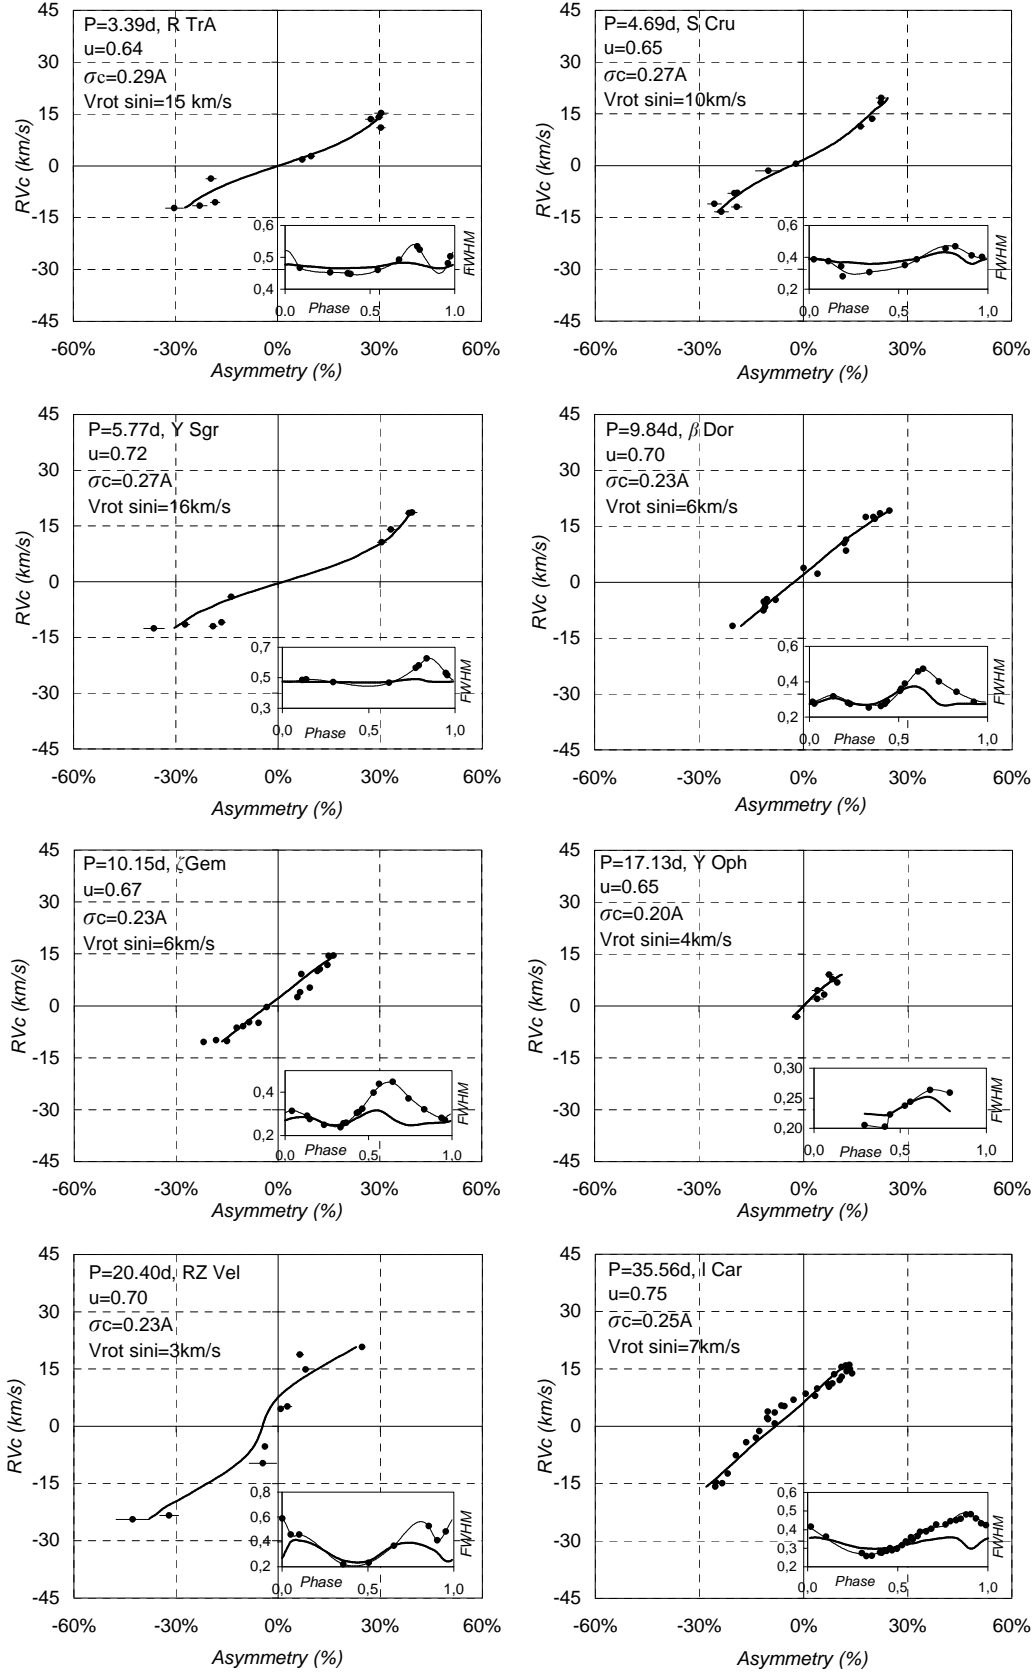 P=3.39d, R TrA
u=0.64
σc=0.29A
Vrot sini=15 km/s
45
30
15
0
-15
-30
-45
RVc (km/s)
0,6
0,5
0,4
0,0
Phase
0,5
1,0
FWHM
-60%
-30%
0%
30%
60%
Asymmetry (%)
P=4.69d, S Cru
u=0.65
σc=0.27A
Vrot sini=10km/s
45
30
15
0
-15
-30
-45
RVc (km/s)
0,6
0,4
0,2
0,0
Phase
0,5
1,0
FWHM
-60%
-30%
0%
30%
60%
Asymmetry (%)
P=5.77d, Y Sgr
u=0.72
σc=0.27A
Vrot sini=16km/s
45
30
15
0
-15
-30
-45
RVc (km/s)
0,7
0,5
0,3
0,0
Phase
1,0
FWHM
-60%
-30%
0%
30%
60%
Asymmetry (%)
P=9.84d, β Dor
u=0.70
σc=0.23A
Vrot sini=6km/s
45
30
15
0
-15
-30
-45
RVc (km/s)
0,6
0,4
0,2
0,0
Phase
0,5
1,0
FWHM
-60%
-30%
0%
30%
60%
Asymmetry (%)
P=10.15d, ζGem
u=0.67
σc=0.23A
Vrot sini=6km/s
45
30
15
0
-15
-30
-45
RVc (km/s)
0,4
0,2
0,0
Phase
0,5
1,0
FWHM
-60%
-30%
0%
30%
60%
Asymmetry (%)
P=17.13d, Y Oph
u=0.65
σc=0.20A
Vrot sini=4km/s
45
30
15
0
-15
-30
-45
RVc (km/s)
0,30
0,25
0,20
0,0
Phase
0,5
1,0
FWHM
-60%
-30%
0%
30%
60%
Asymmetry (%)
P=20.40d, RZ Vel
u=0.70
σc=0.23A
Vrot sini=3km/s
45
30
15
0
-15
-30
-45
RVc (km/s)
0,8
0,6
0,4
0,2
0,0
Phase
0,5
1,0
FWHM
-60%
-30%
0%
30%
60%
Asymmetry (%)
P=35.56d, l Car
u=0.75
σc=0.25A
Vrot sini=7km/s
45
30
15
0
-15
-30
-45
RVc (km/s)
0,6
0,5
0,4
0,3
0,2
0,0
Phase
0,5
1,0
FWHM
-60%
-30%
0%
30%
60%
Asymmetry (%)